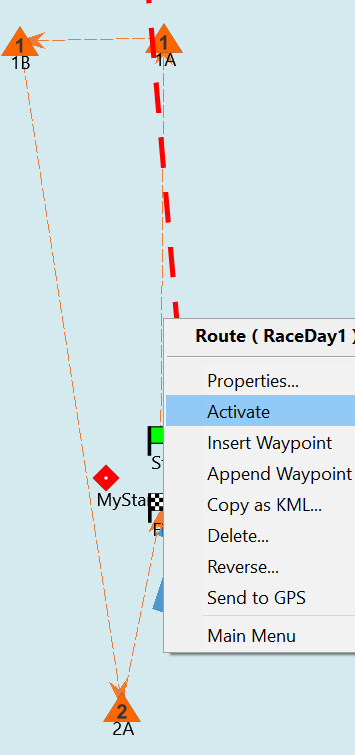 1
1
1B
1A
Route ( RaceDay1 )
Properties...
Activate
Insert Waypoint
Append Waypoint
Copy as KML...
Delete...
Reverse...
Send to GPS
Main Menu
MySta
2
2A